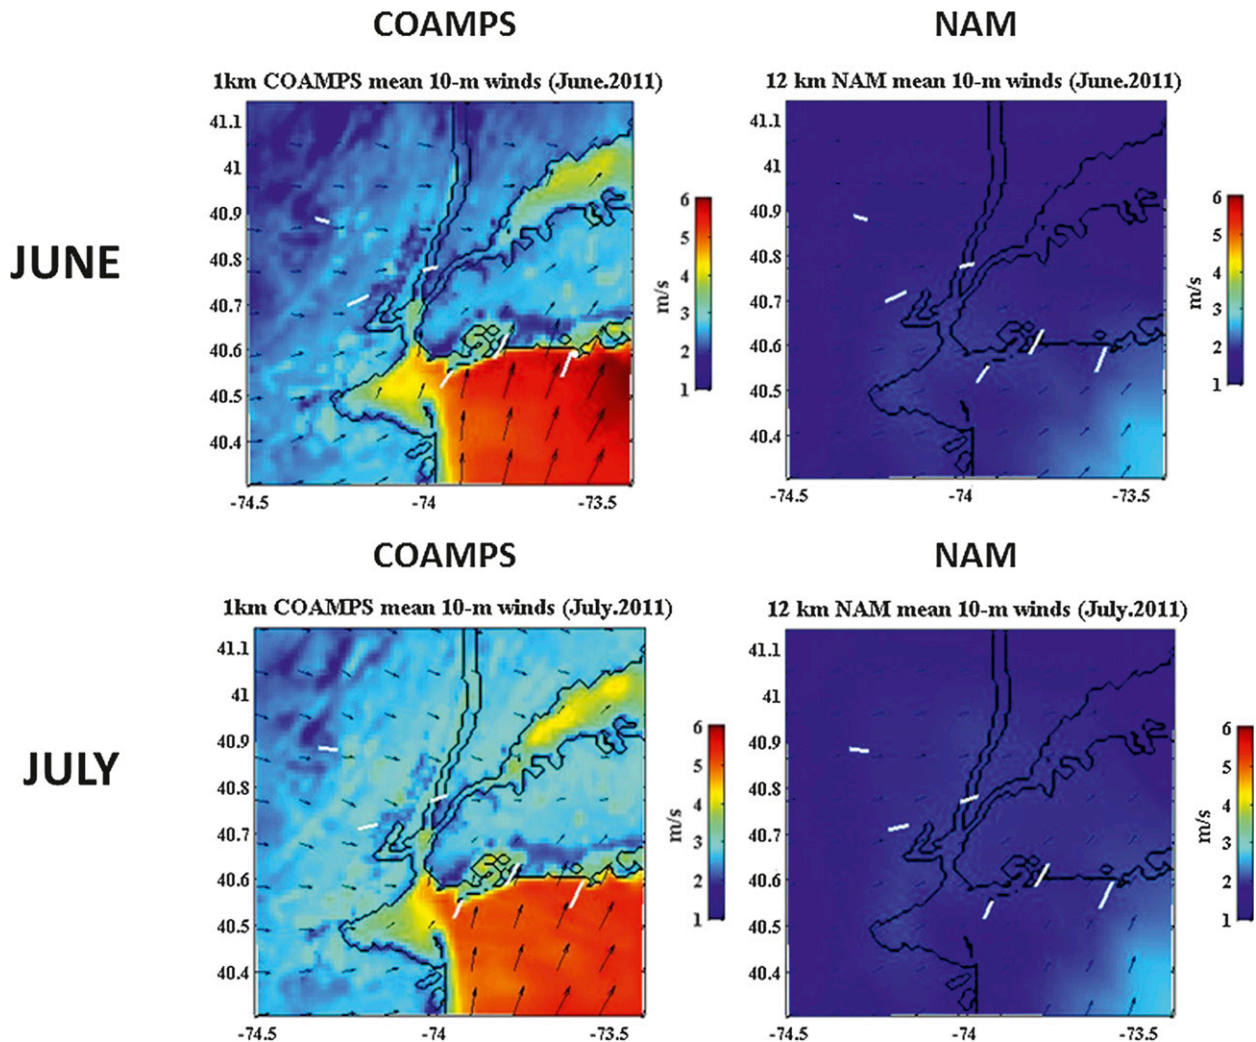 COAMPS NAM
1km COAMPS mean 10-m winds (June.2011) 12 km NAM mean 10-m winds (June.2011)
JUNE
41.1 41.1
41 41
40.9 40.9
40.8 40.8
40.7 40.7
40.6 40.6
40.5 40.5
40.4 40.4
-74.5 -74 -73.5 -74.5 -74 -73.5
6 6
5 5
4 4
3 3
2 2
1 1
m/s m/s
COAMPS NAM
1km COAMPS mean 10-m winds (July.2011) 12 km NAM mean 10-m winds (July.2011)
JULY
41.1 41.1
41 41
40.9 40.9
40.8 40.8
40.7 40.7
40.6 40.6
40.5 40.5
40.4 40.4
-74.5 -74 -73.5 -74.5 -74 -73.5
6 6
5 5
4 4
3 3
2 2
1 1
m/s m/s